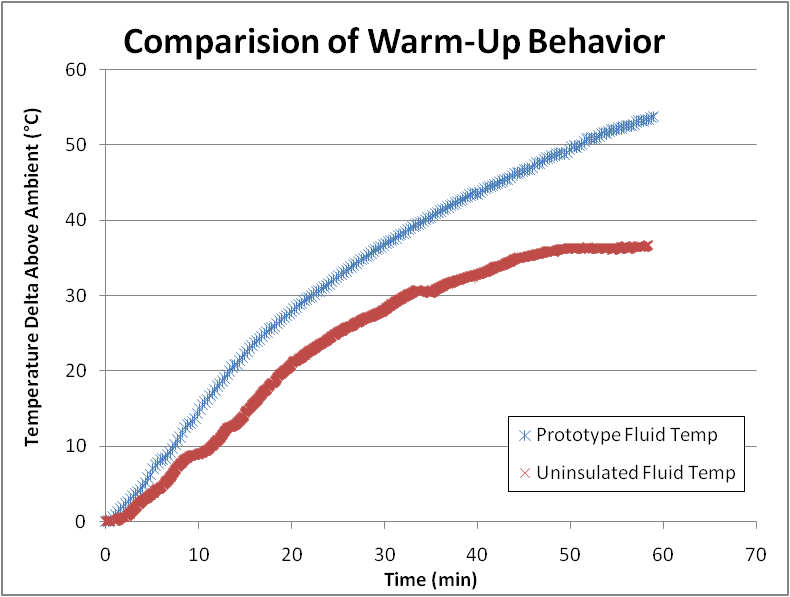 Comparision of Warm-Up Behavior
60
50
40
30
20
10
0
Temperature Delta Above Ambient (°C)
Prototype Fluid Temp
Uninsulated Fluid Temp
0 10 20 30 40 50 60 70
Time (min)